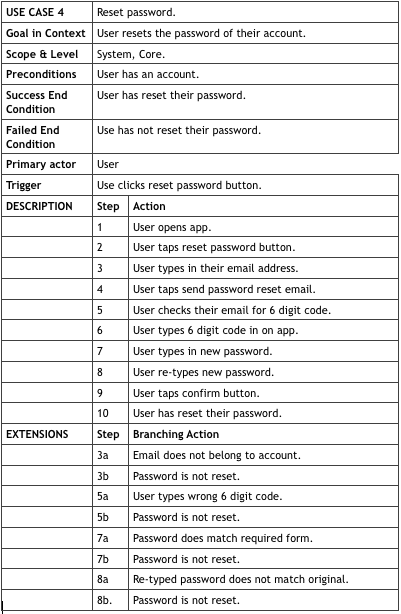 USE CASE 4 Reset password.
Goal in Context User resets the password of their account.
Scope & Level System, Core.
Preconditions User has an account.
Success End Condition User has reset their password.
Failed End Condition Use has not reset their password.
Primary actor User
Trigger Use clicks reset password button.
DESCRIPTION Step Action
1 User opens app.
2 User taps reset password button.
3 User types in their email address.
4 User taps send password reset email.
5 User checks their email for 6 digit code.
6 User types 6 digit code in on app.
7 User types in new password.
8 User re-types new password.
9 User taps confirm button.
10 User has reset their password.
EXTENSIONS Step Branching Action
3a Email does not belong to account.
3b Password is not reset.
5a User types wrong 6 digit code.
5b Password is not reset.
7a Password does match required form.
7b Password is not reset.
8a Re-typed password does not match original.
8b. Password is not reset.